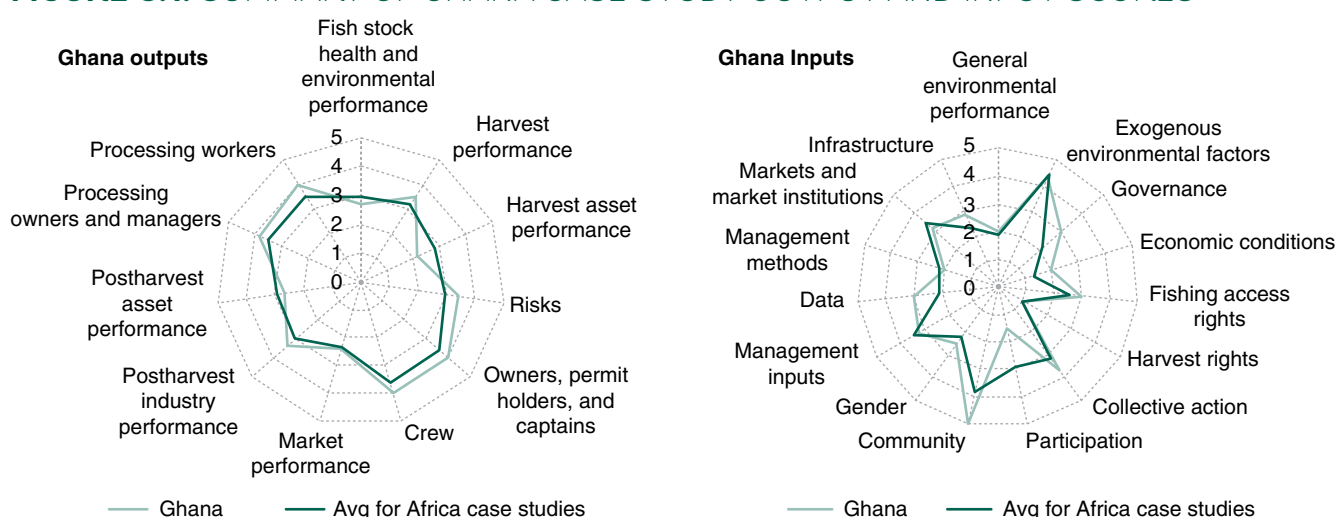 Ghana outputs
Fish stock
health and
environmental
performance
Harvest
performance
Harvest asset
performance
Risks
Owners, permit
holders, and
captains
Crew
Market
performance
Postharvest
industry
performance
Postharvest
asset
performance
Processing
owners and managers
Processing workers
5
4
3
2
1
0
Ghana
Avg for Africa case studies
Ghana Inputs
General
environmental
performance
Exogenous
environmental factors
Governance
Economic conditions
Fishing access
rights
Harvest rights
Collective action
Participation
Community
Gender
Management
inputs
Data
Management
methods
Markets and
market institutions
Infrastructure
5
4
3
2
1
0
Ghana
Avg for Africa case studies